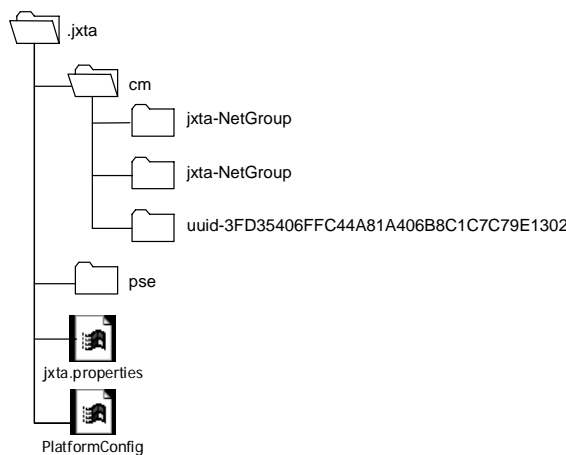 .jxta
cm
jxta-NetGroup
jxta-NetGroup
uuid-3FD35406FFC44A81A406B8C1C7C79E1302
pse
jxta.properties
PlatformConfig